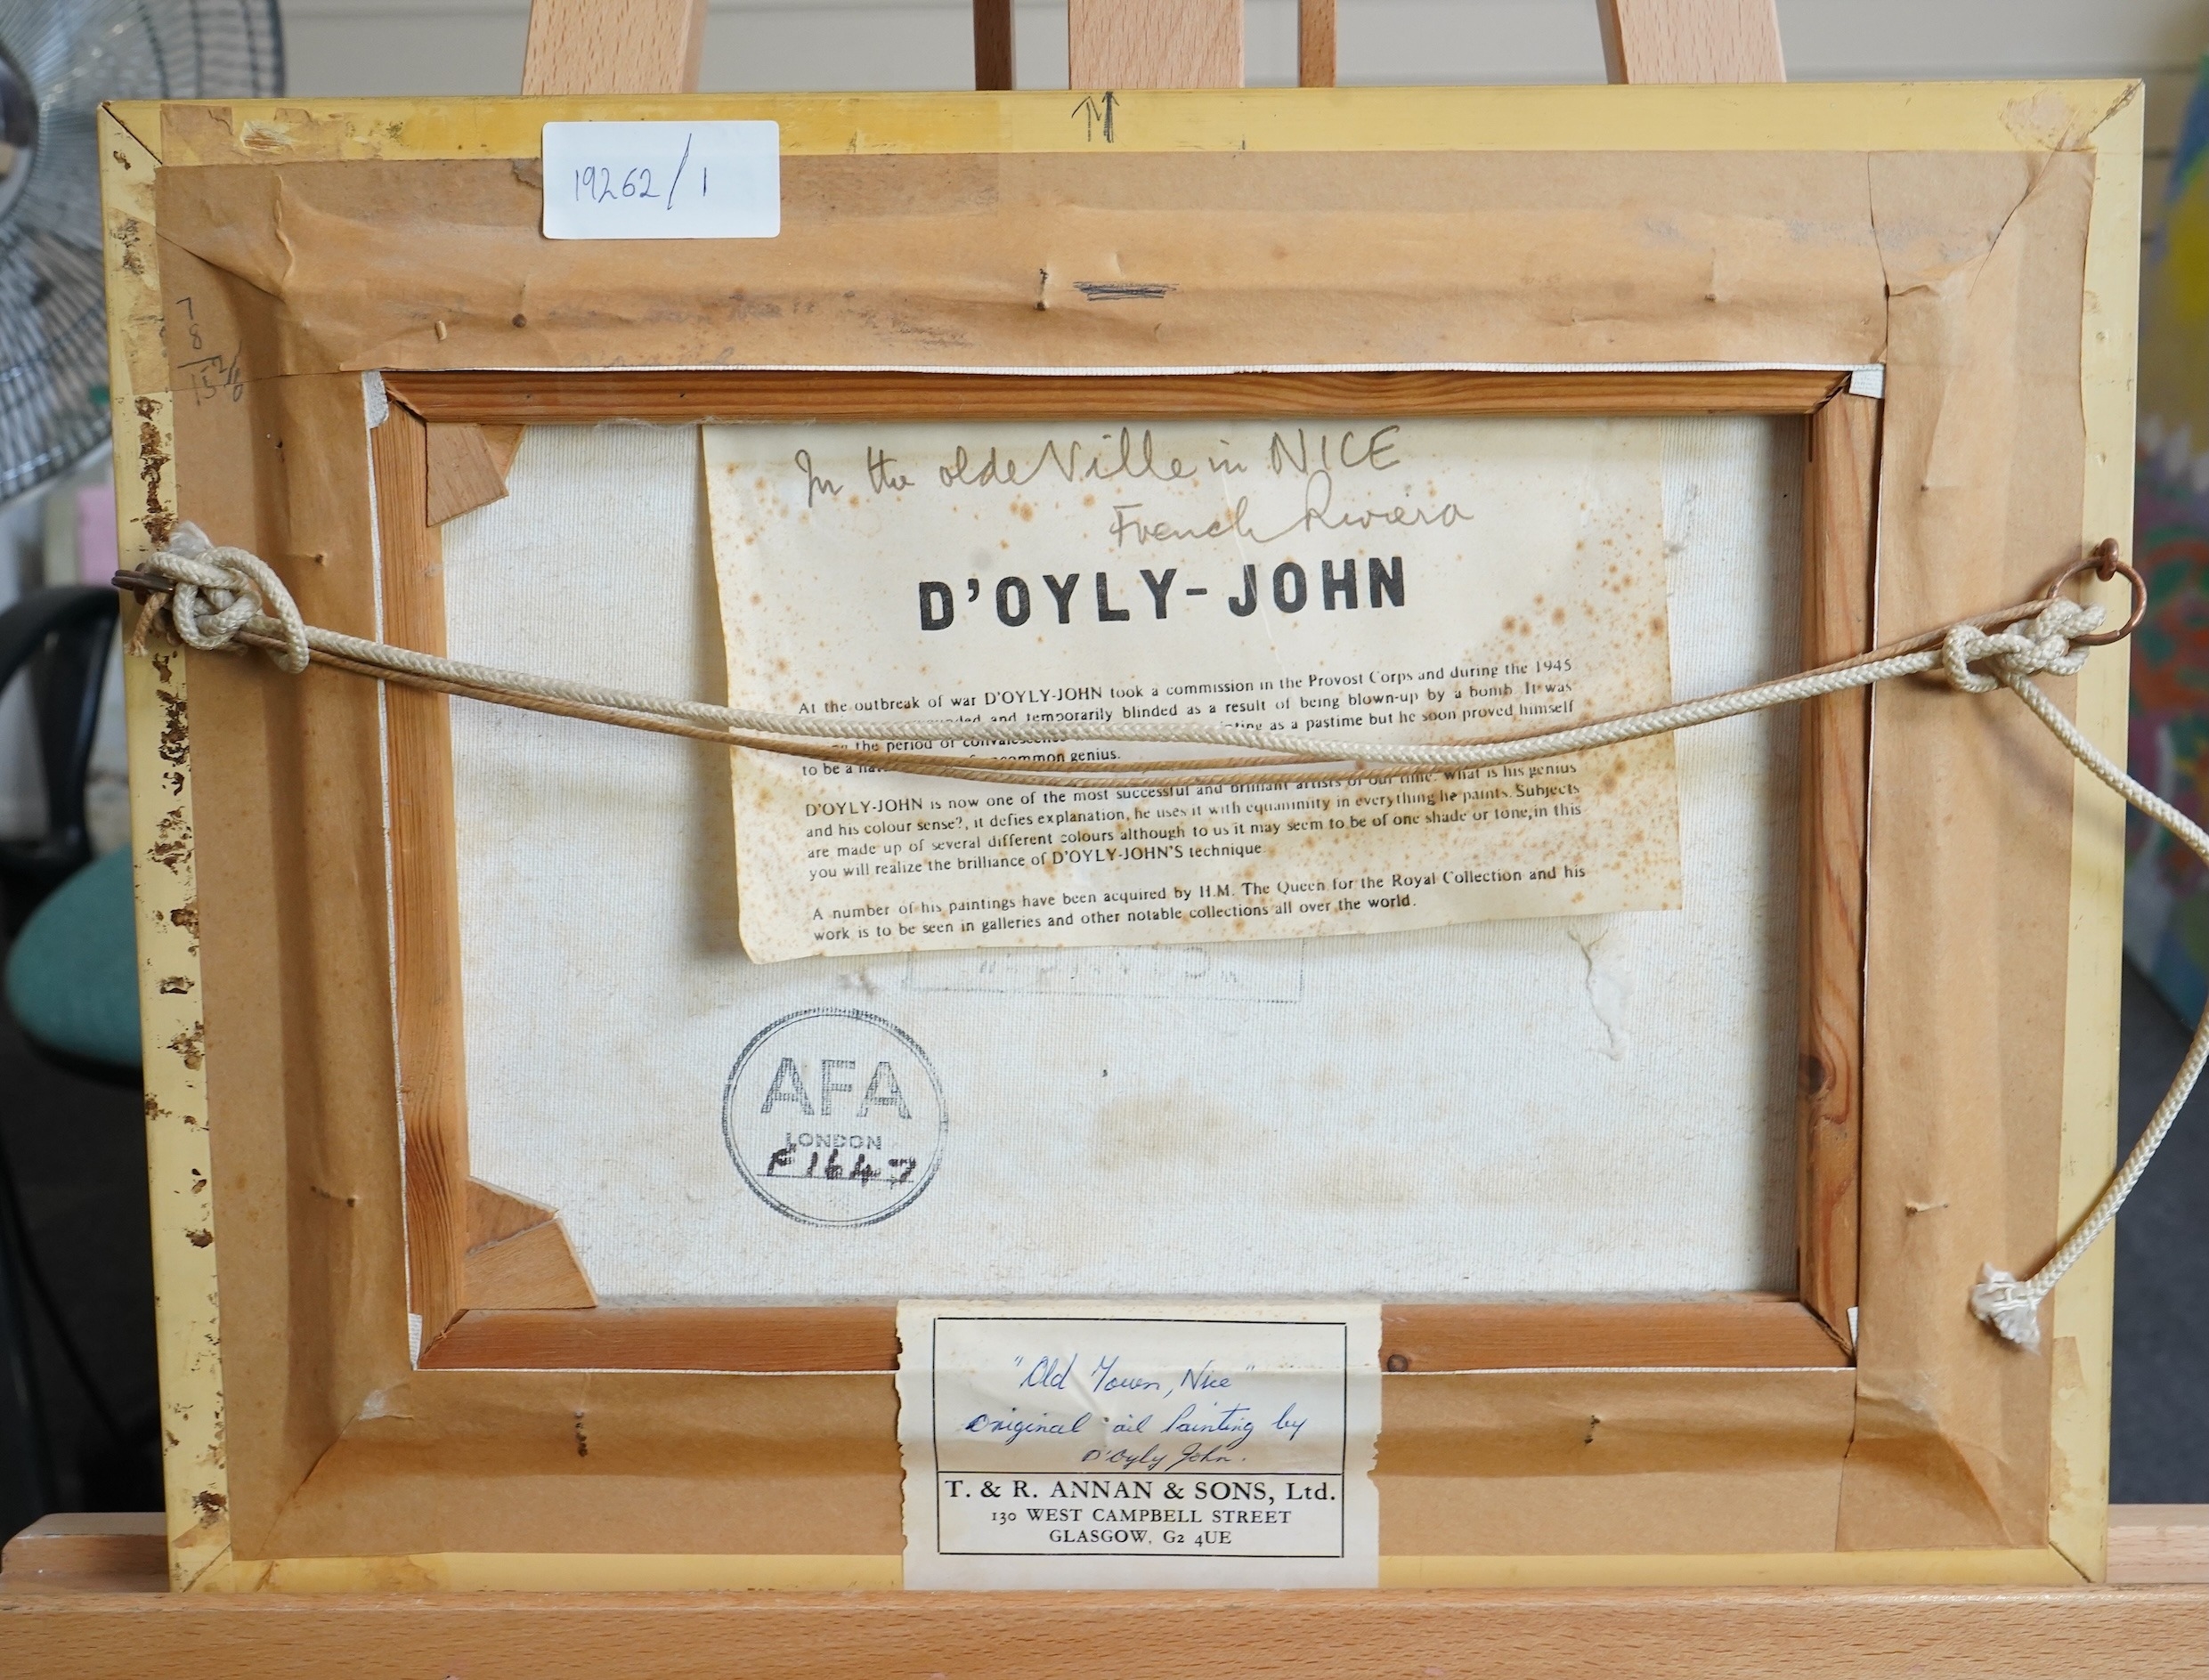 19262/1
7
8
15
In the olde Ville in NICE
French Riviera
D'OYLY-JOHN
At the outbreak of war D'OYLY-JOHN took a commission in the Provost Corps and during the 1945
and temporarily blinded as a result of being blown-up by a bomb. It was
the period of convalescence as a pastime but he soon proved himself
to be a common genius.
D'OYLY-JOHN is now one of the most successful and brilliant artists of our time. What is his genius
and his colour sense?, it defies explanation, he uses it with equanimity in everything he paints. Subjects
are made up of several different colours although to us it may seem to be of one shade or tone, in this
you will realize the brilliance of D'OYLY-JOHN'S technique
A number of his paintings have been acquired by H.M. The Queen for the Royal Collection and his
work is to be seen in galleries and other notable collections all over the world.
AFA
LONDON
F1647
"Old Town, Nice"
Original oil Painting by
D'Oyly John.
T. & R. ANNAN & SONS, Ltd.
130 WEST CAMPBELL STREET
GLASGOW, G2 4UE